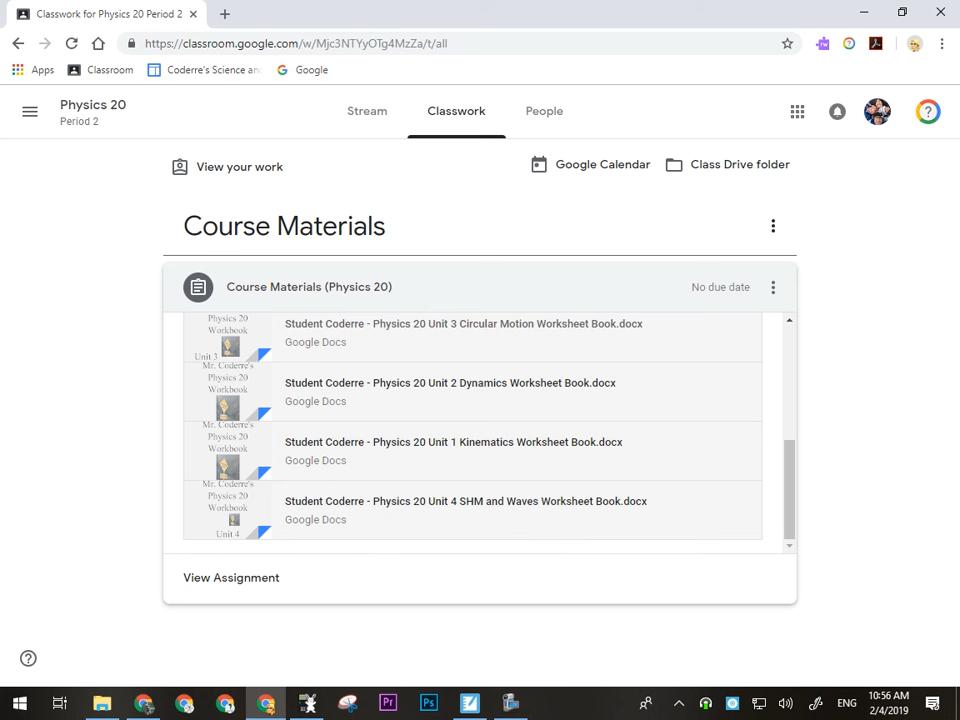 Classwork for Physics 20 Period 2
https://classroom.google.com/w/Mjc3NTYyOTg4MzZa/t/all
Apps Classroom Coderre's Science and Google
Physics 20
Period 2
Stream Classwork People
View your work Google Calendar Class Drive folder
Course Materials
Course Materials (Physics 20) No due date
Physics 20
Workbook
Unit 3
Student Coderre - Physics 20 Unit 3 Circular Motion Worksheet Book.docx
Google Docs
Mr. Coderre's
Physics 20
Workbook
Student Coderre - Physics 20 Unit 2 Dynamics Worksheet Book.docx
Google Docs
Mr. Coderre's
Physics 20
Workbook
Student Coderre - Physics 20 Unit 1 Kinematics Worksheet Book.docx
Google Docs
Mr. Coderre's
Physics 20
Workbook
Unit 4
Student Coderre - Physics 20 Unit 4 SHM and Waves Worksheet Book.docx
Google Docs
View Assignment
Pr Ps
ENG
10:56 AM
2/4/2019